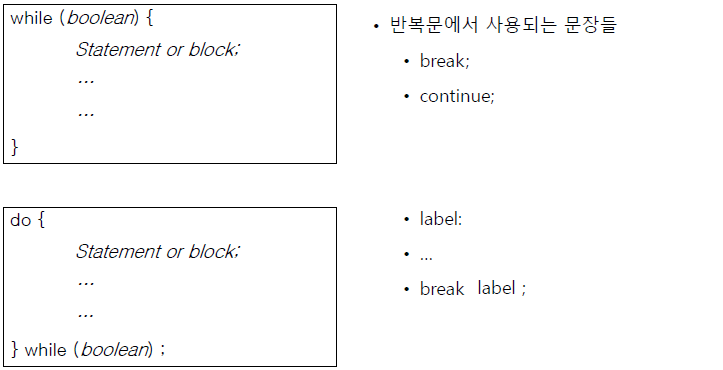 while (boolean) {
Statement or block;
...
...
}
do {
Statement or block;
...
...
} while (boolean) ;
• 반복문에서 사용되는 문장들
• break;
• continue;
• label:
• ...
• break label ;